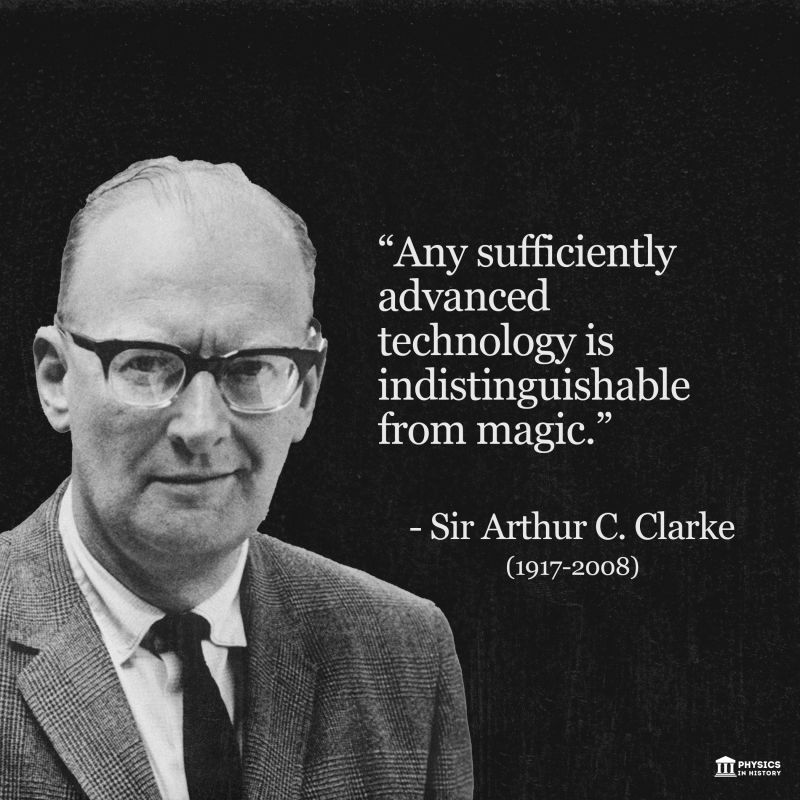 “Any sufficiently
advanced
technology is
indistinguishable
from magic.”
- Sir Arthur C. Clarke
(1917-2008)
PHYSICS
IN HISTORY